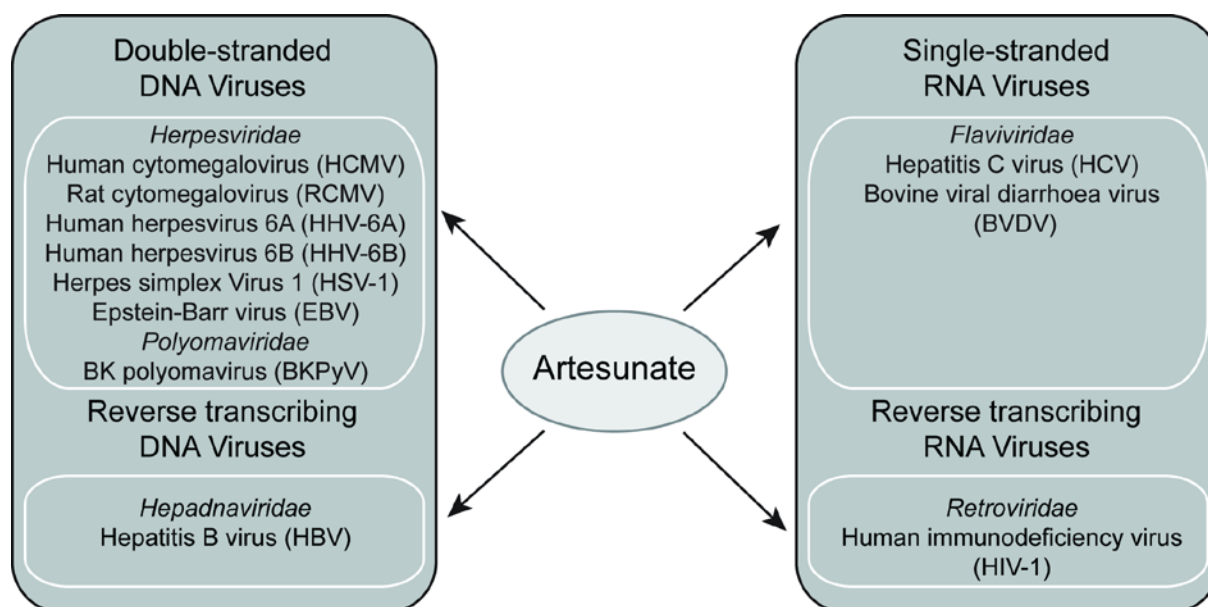 Double-stranded
DNA Viruses
Herpesviridae
Human cytomegalovirus (HCMV)
Rat cytomegalovirus (RCMV)
Human herpesvirus 6A (HHV-6A)
Human herpesvirus 6B (HHV-6B)
Herpes simplex Virus 1 (HSV-1)
Epstein-Barr virus (EBV)
Polyomaviridae
BK polyomavirus (BKPyV)
Reverse transcribing
DNA Viruses
Hepadnaviridae
Hepatitis B virus (HBV)
Artesunate
Single-stranded
RNA Viruses
Flaviviridae
Hepatitis C virus (HCV)
Bovine viral diarrhoea virus
(BVDV)
Reverse transcribing
RNA Viruses
Retroviridae
Human immunodeficiency virus
(HIV-1)